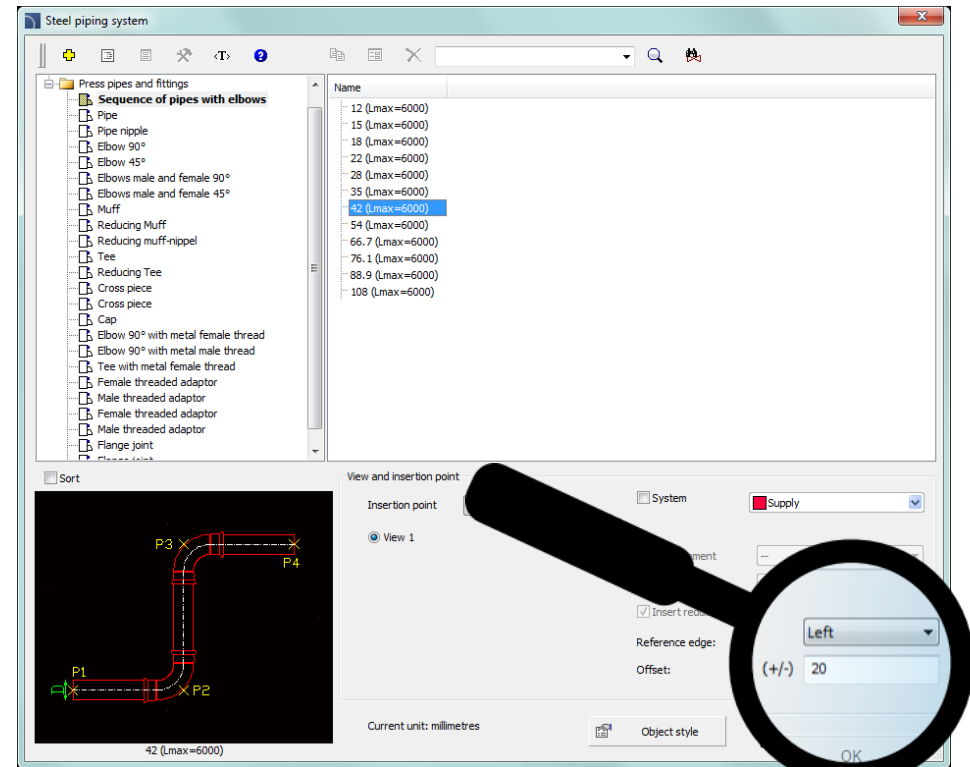 Steel piping system
x
‹T›
?
Press pipes and fittings
Sequence of pipes with elbows
Pipe
Pipe nipple
Elbow 90°
Elbow 45°
Elbows male and female 90°
Elbows male and female 45°
Muff
Reducing Muff
Reducing muff-nippel
Tee
Reducing Tee
Cross piece
Cross piece
Cap
Elbow 90° with metal female thread
Elbow 90° with metal male thread
Tee with metal female thread
Female threaded adaptor
Male threaded adaptor
Female threaded adaptor
Male threaded adaptor
Flange joint
Name
12 (Lmax=6000)
15 (Lmax=6000)
18 (Lmax=6000)
22 (Lmax=6000)
28 (Lmax=6000)
35 (Lmax=6000)
42 (Lmax=6000)
54 (Lmax=6000)
66.7 (Lmax=6000)
76.1 (Lmax=6000)
88.9 (Lmax=6000)
108 (Lmax=6000)
Sort
P3
P4
P1
P2
42 (Lmax=6000)
View and insertion point
Insertion point
View 1
System
Supply
--
Insert
Reference edge:
Left
Offset:
(+/-) 20
Current unit: millimetres
Object style
OK